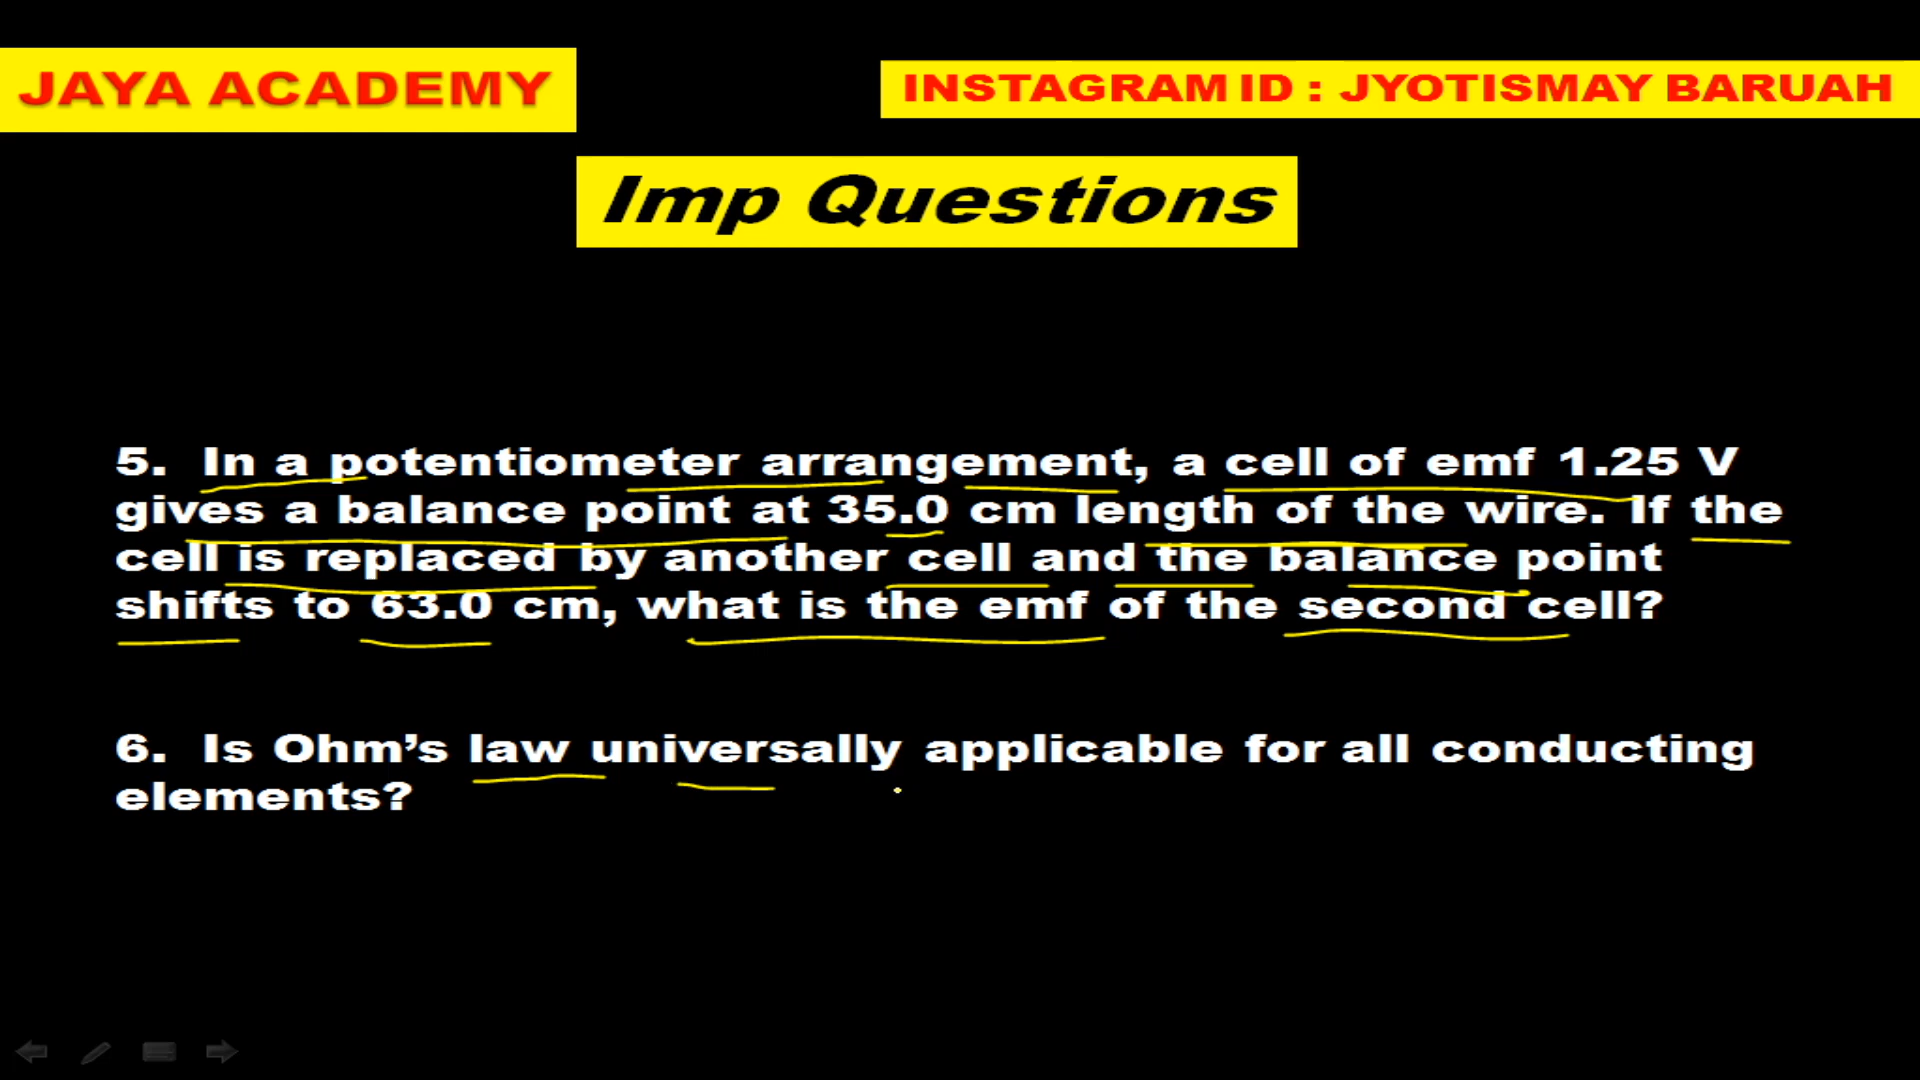 JAYA ACADEMY
INSTAGRAM ID : JYOTISMAY BARUAH
Imp Questions
5. In a potentiometer arrangement, a cell of emf 1.25 V
gives a balance point at 35.0 cm length of the wire. If the
cell is replaced by another cell and the balance point
shifts to 63.0 cm, what is the emf of the second cell?
6. Is Ohm’s law universally applicable for all conducting
elements?